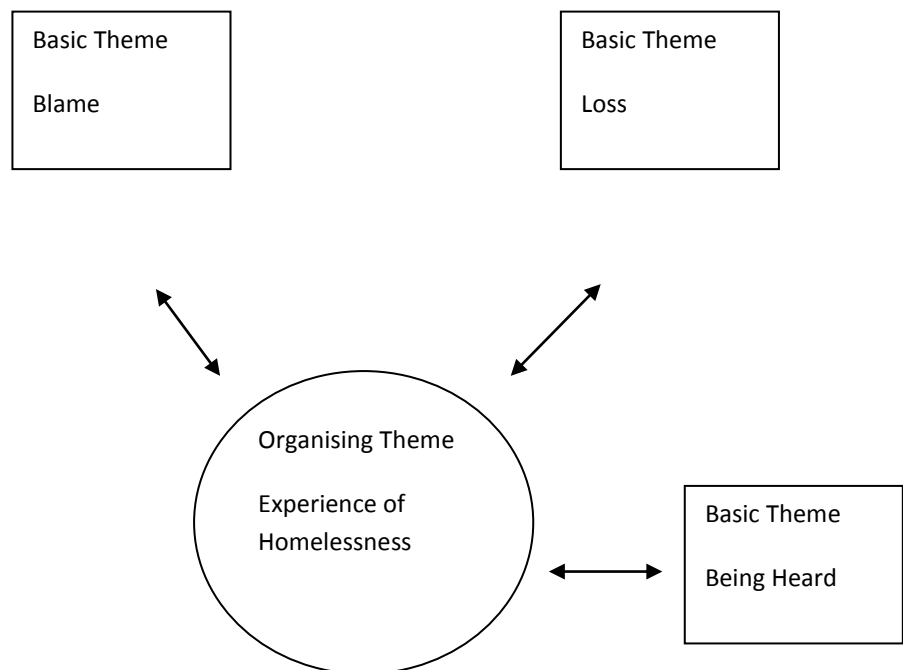 Basic Theme
Blame
Basic Theme
Loss
Organising Theme
Experience of
Homelessness
Basic Theme
Being Heard